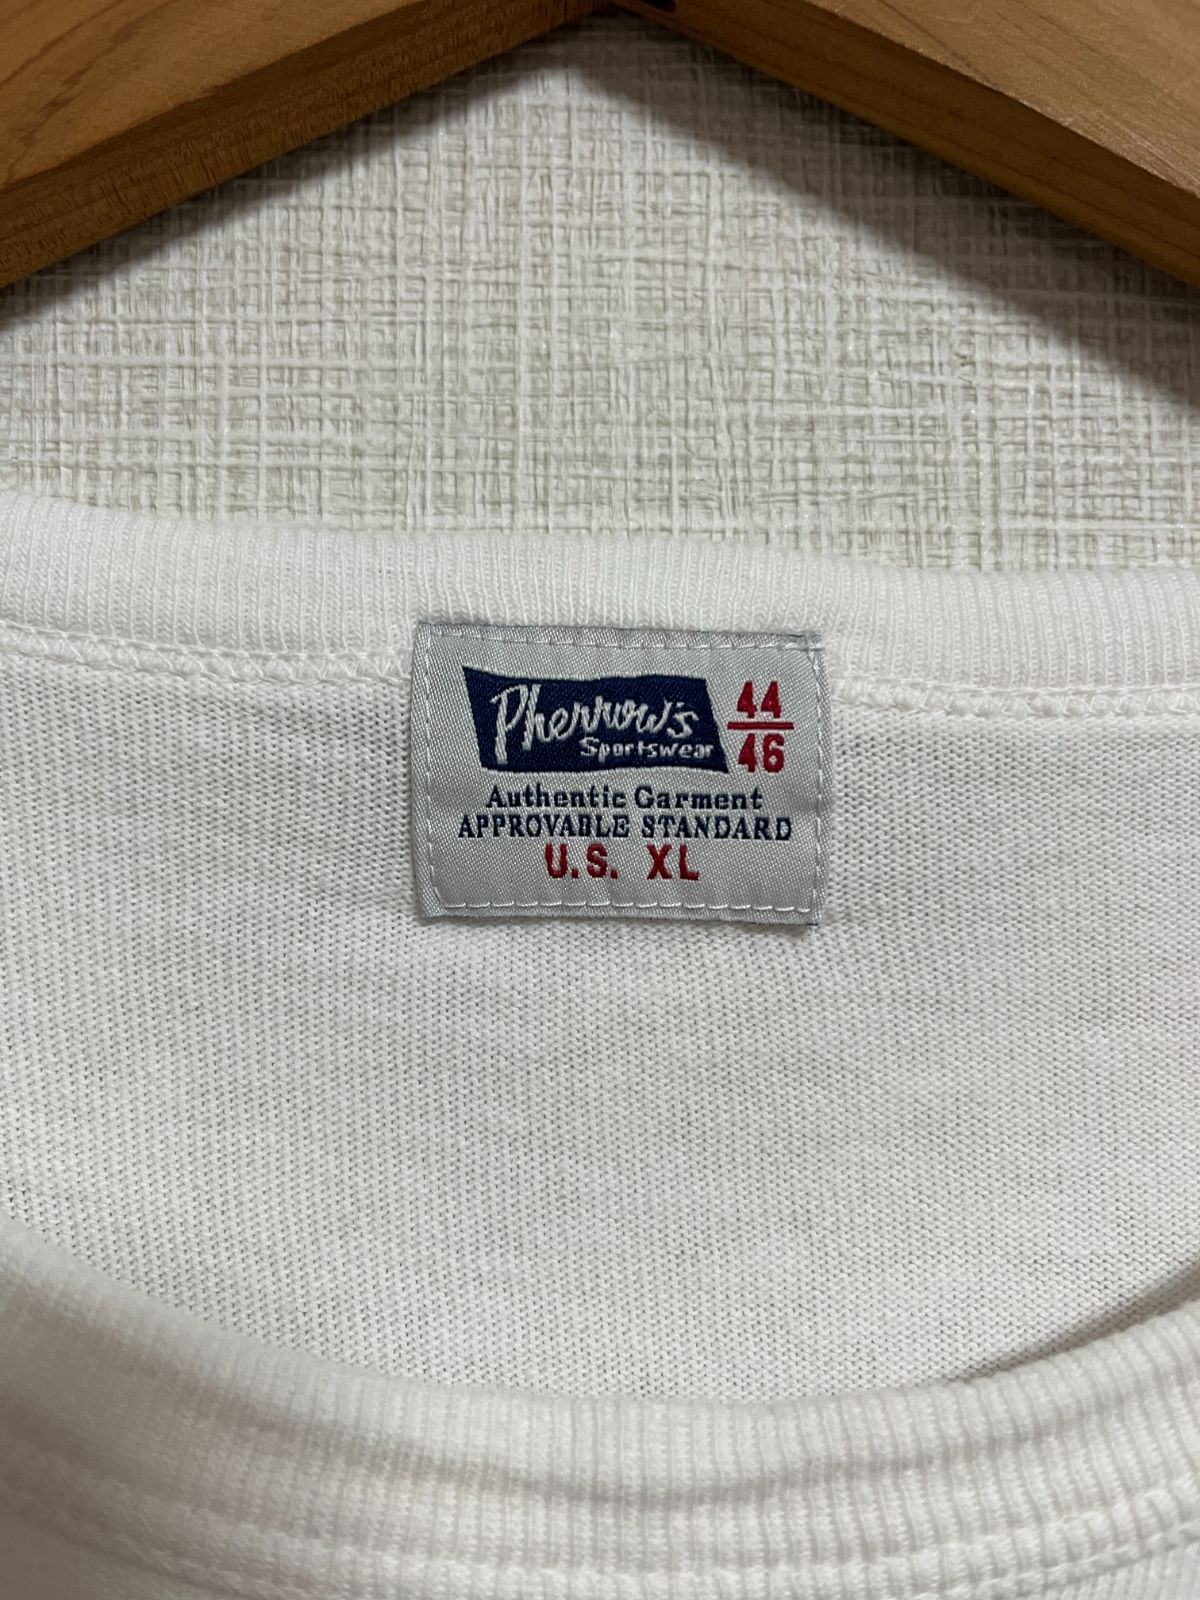 Pherrow's
Sportswear
44
46
Authentic Garment
APPROVABLE STANDARD
U.S. XL